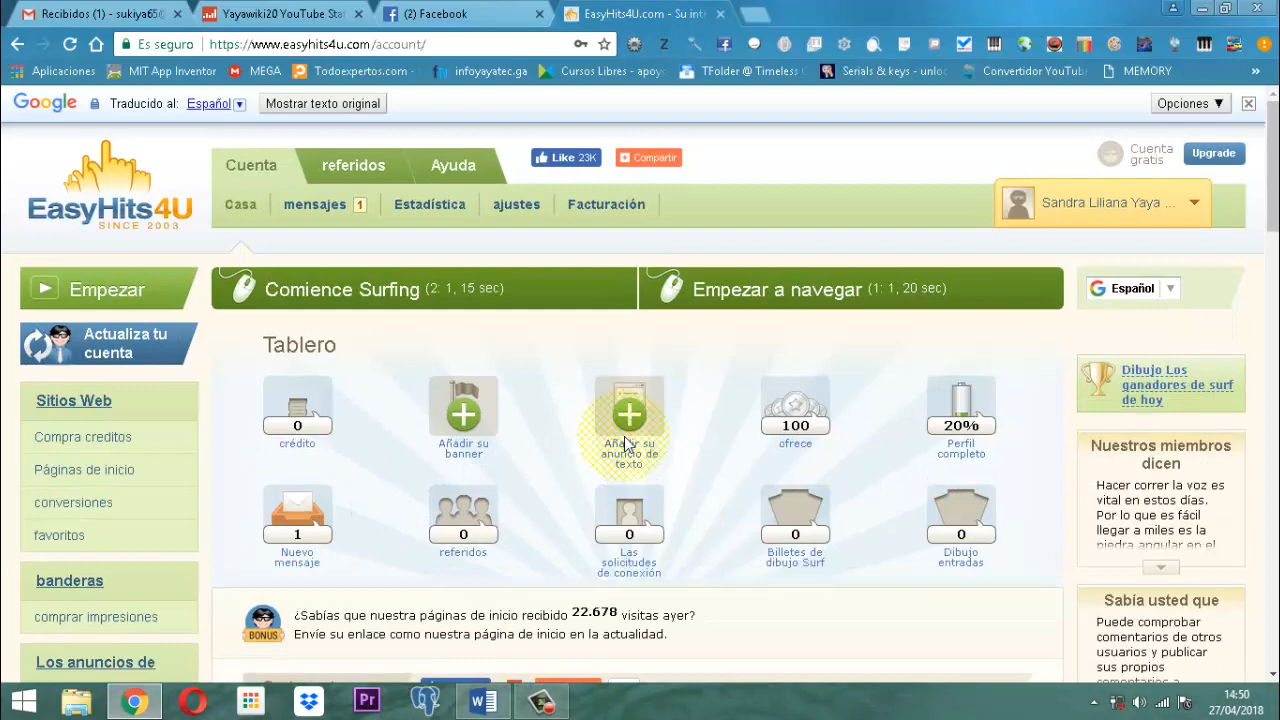 Recibidos (1) - sukiya65@
Yayawiki20 YouTube Stat
(2) Facebook
EasyHits4U.com - Su int
Es seguro
https://www.easyhits4u.com/account/
Aplicaciones
MIT App Inventor
MEGA
Todoexpertos.com -
infoyayatec.ga
Cursos Libres - apoy
TFolder @ Timeless
Serials & keys - unloc
Convertidor YouTub
MEMORY
»
Google
Traducido al:
Español
Mostrar texto original
Opciones ▼
EasyHits4U
SINCE 2003
Cuenta
referidos
Ayuda
Like 23K
Compartir
Cuenta
gratis
Upgrade
Casa
mensajes 1
Estadística
ajustes
Facturación
Sandra Liliana Yaya ...
Empezar
Comience Surfing (2: 1, 15 sec)
Empezar a navegar (1: 1, 20 sec)
Español
Actualiza tu
cuenta
Tablero
Dibujo Los
ganadores de surf
de hoy
Sitios Web
Compra creditos
Páginas de inicio
conversiones
favoritos
banderas
comprar impresiones
Los anuncios de
0
crédito
Añadir su
banner
Añadir su
anuncio de
texto
100
ofrece
20%
Perfil
completo
1
Nuevo
mensaje
0
referidos
0
Las
solicitudes
de conexión
0
Billetes de
dibujo Surf
0
Dibujo
entradas
Nuestros miembros
dicen
Hacer correr la voz es
vital en estos días.
Por lo que es fácil
llegar a miles es la
piedra angular en el
Sabía usted que
Puede comprobar
comentarios de otros
usuarios y publicar
sus propios
BONUS
¿Sabías que nuestra páginas de inicio recibido 22.678 visitas ayer?
Envíe su enlace como nuestra página de inicio en la actualidad.
Pr
14:50
27/04/2018